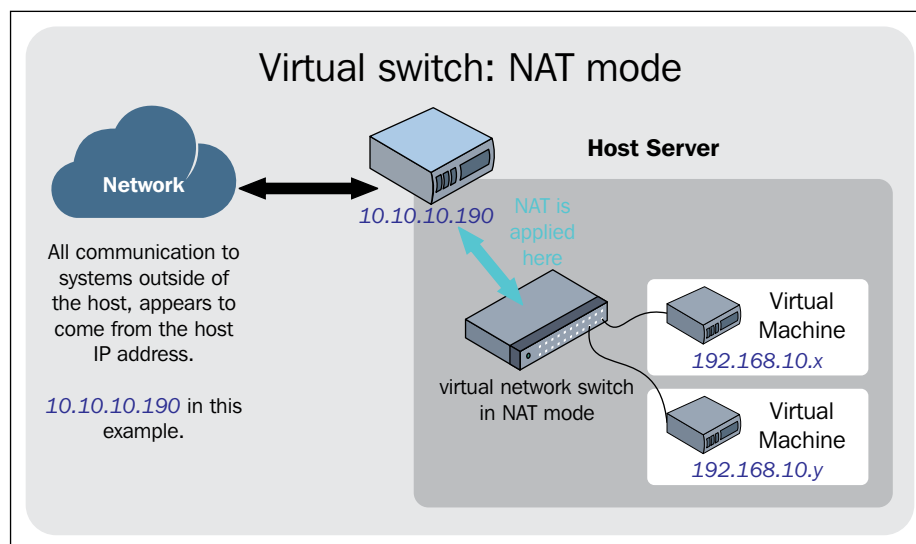 Virtual switch: NAT mode
Host Server
Network
10.10.10.190
NAT is
applied
here
All communication to
systems outside of
the host, appears to
come from the host
IP address.
10.10.10.190 in this
example.
virtual network switch
in NAT mode
Virtual
Machine
192.168.10.x
Virtual
Machine
192.168.10.y